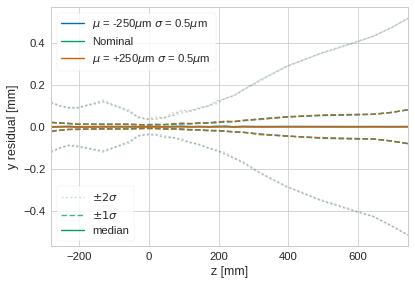 μ = -250μm σ = 0.5μm
Nominal
μ = +250μm σ = 0.5μm
0.4
0.2
0.0
−0.2
−0.4
y residual [mm]
±2σ
±1σ
median
−200 0 200 400 600
z [mm]